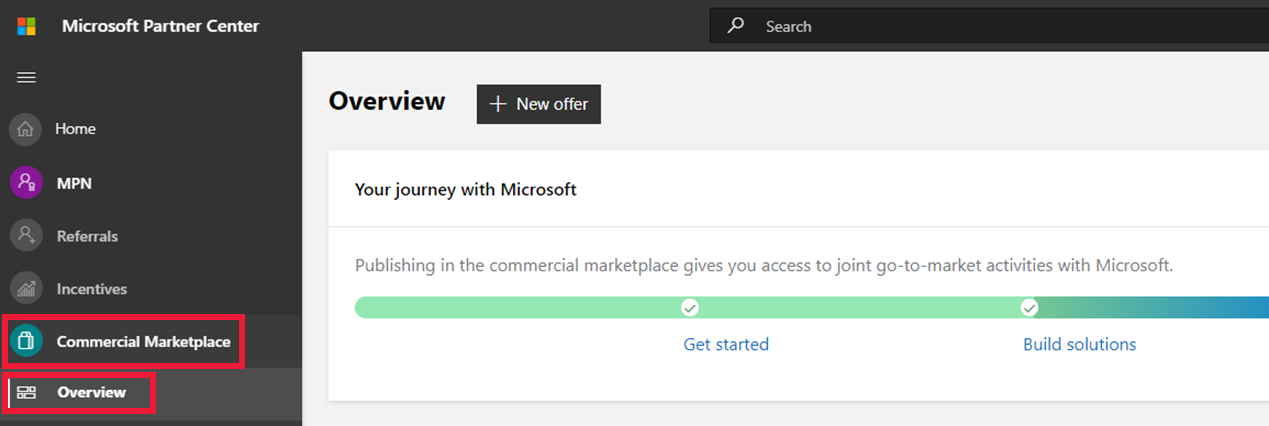 Microsoft Partner Center
Search
Home
MPN
Referrals
Incentives
Commercial Marketplace
Overview
Overview
New offer
Your journey with Microsoft
Publishing in the commercial marketplace gives you access to joint go-to-market activities with Microsoft.
Get started
Build solutions